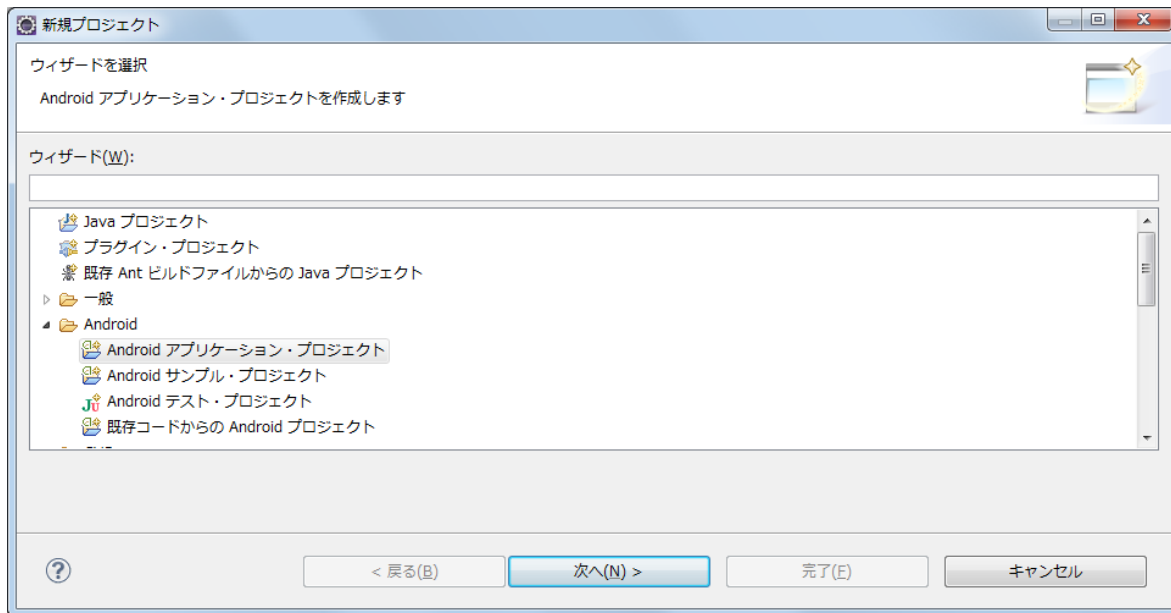 新規プロジェクト
ウィザードを選択
Android アプリケーション・プロジェクトを作成します
ウィザード(W):
Java プロジェクト
プラグイン・プロジェクト
既存 Ant ビルドファイルからの Java プロジェクト
一般
Android
Android アプリケーション・プロジェクト
Android サンプル・プロジェクト
Android テスト・プロジェクト
既存コードからの Android プロジェクト
< 戻る(B) 次へ(N) > 完了(F) キャンセル